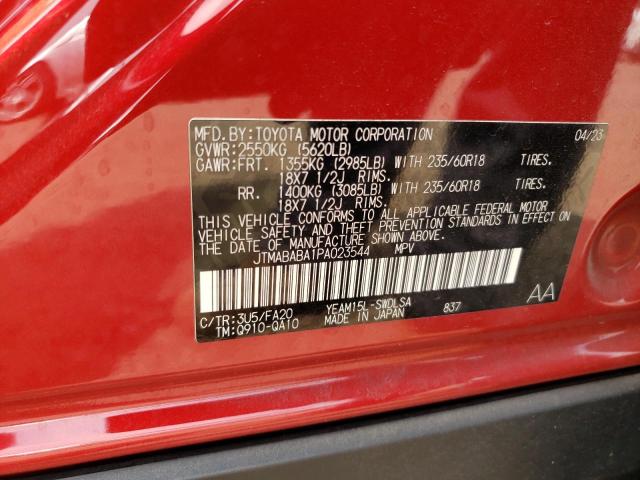 MFD.BY:TOYOTA MOTOR CORPORATION 04/23
GVWR:2550KG (5620LB)
GAWR:FRT. 1355KG (2985LB) WITH 235/60R18 TIRES.
18X7 1/2J RIMS.
RR. 1400KG (3085LB) WITH 235/60R18 TIRES.
18X7 1/2J RIMS.
THIS VEHICLE CONFORMS TO ALL APPLICABLE FEDERAL MOTOR
VEHICLE SAFETY AND THEFT PREVENTION STANDARDS IN EFFECT ON
THE DATE OF MANUFACTURE SHOWN ABOVE.
JTMABABA1PA023544 MPV
AA
C/TR:3U5/FA20 YEAM15L-SWDLSA 837
TM:Q910-QA10 MADE IN JAPAN